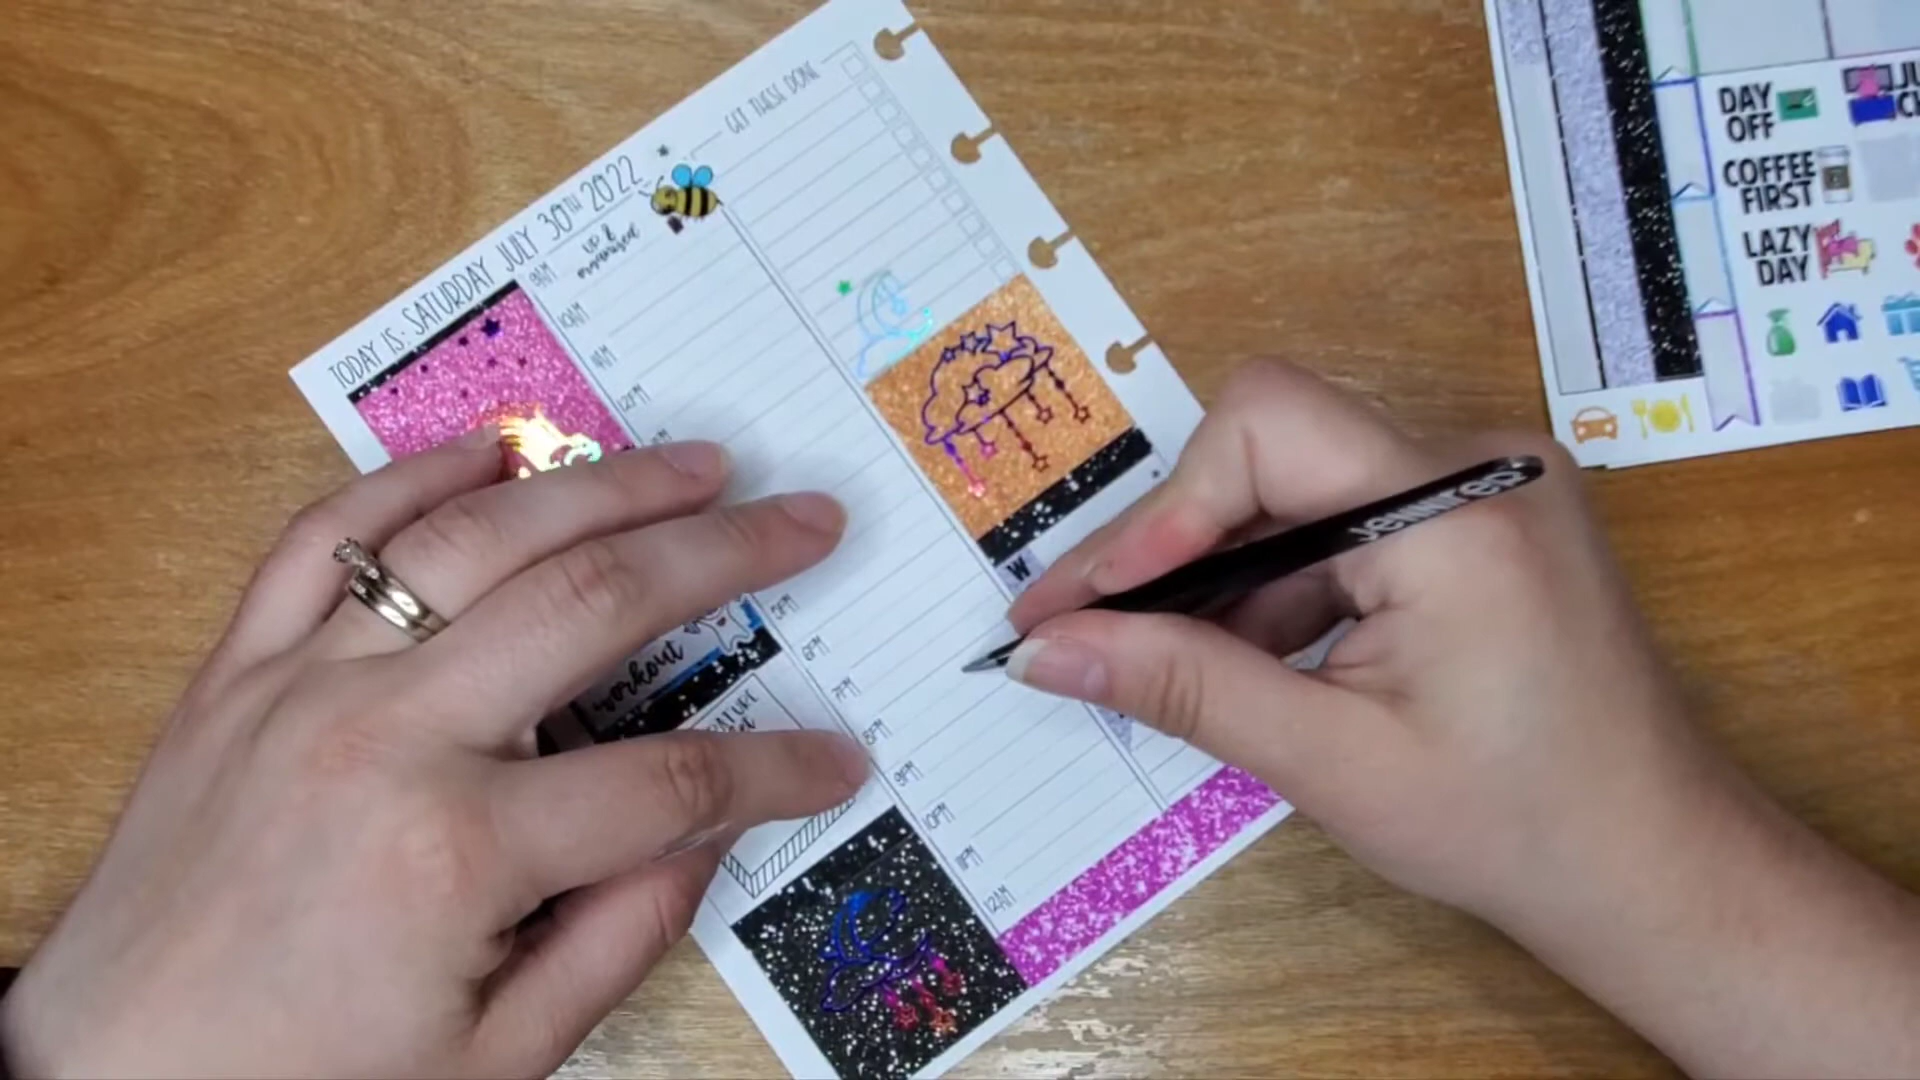 TODAY IS: SATURDAY JULY 30TH 2022
GET THESE DONE
9AM
UP &
10AM
11AM
12PM
5PM
6PM
7PM
8PM
9PM
10PM
11PM
12AM
workout
W
JENWREP
DAY
OFF
COFFEE
FIRST
LAZY
DAY